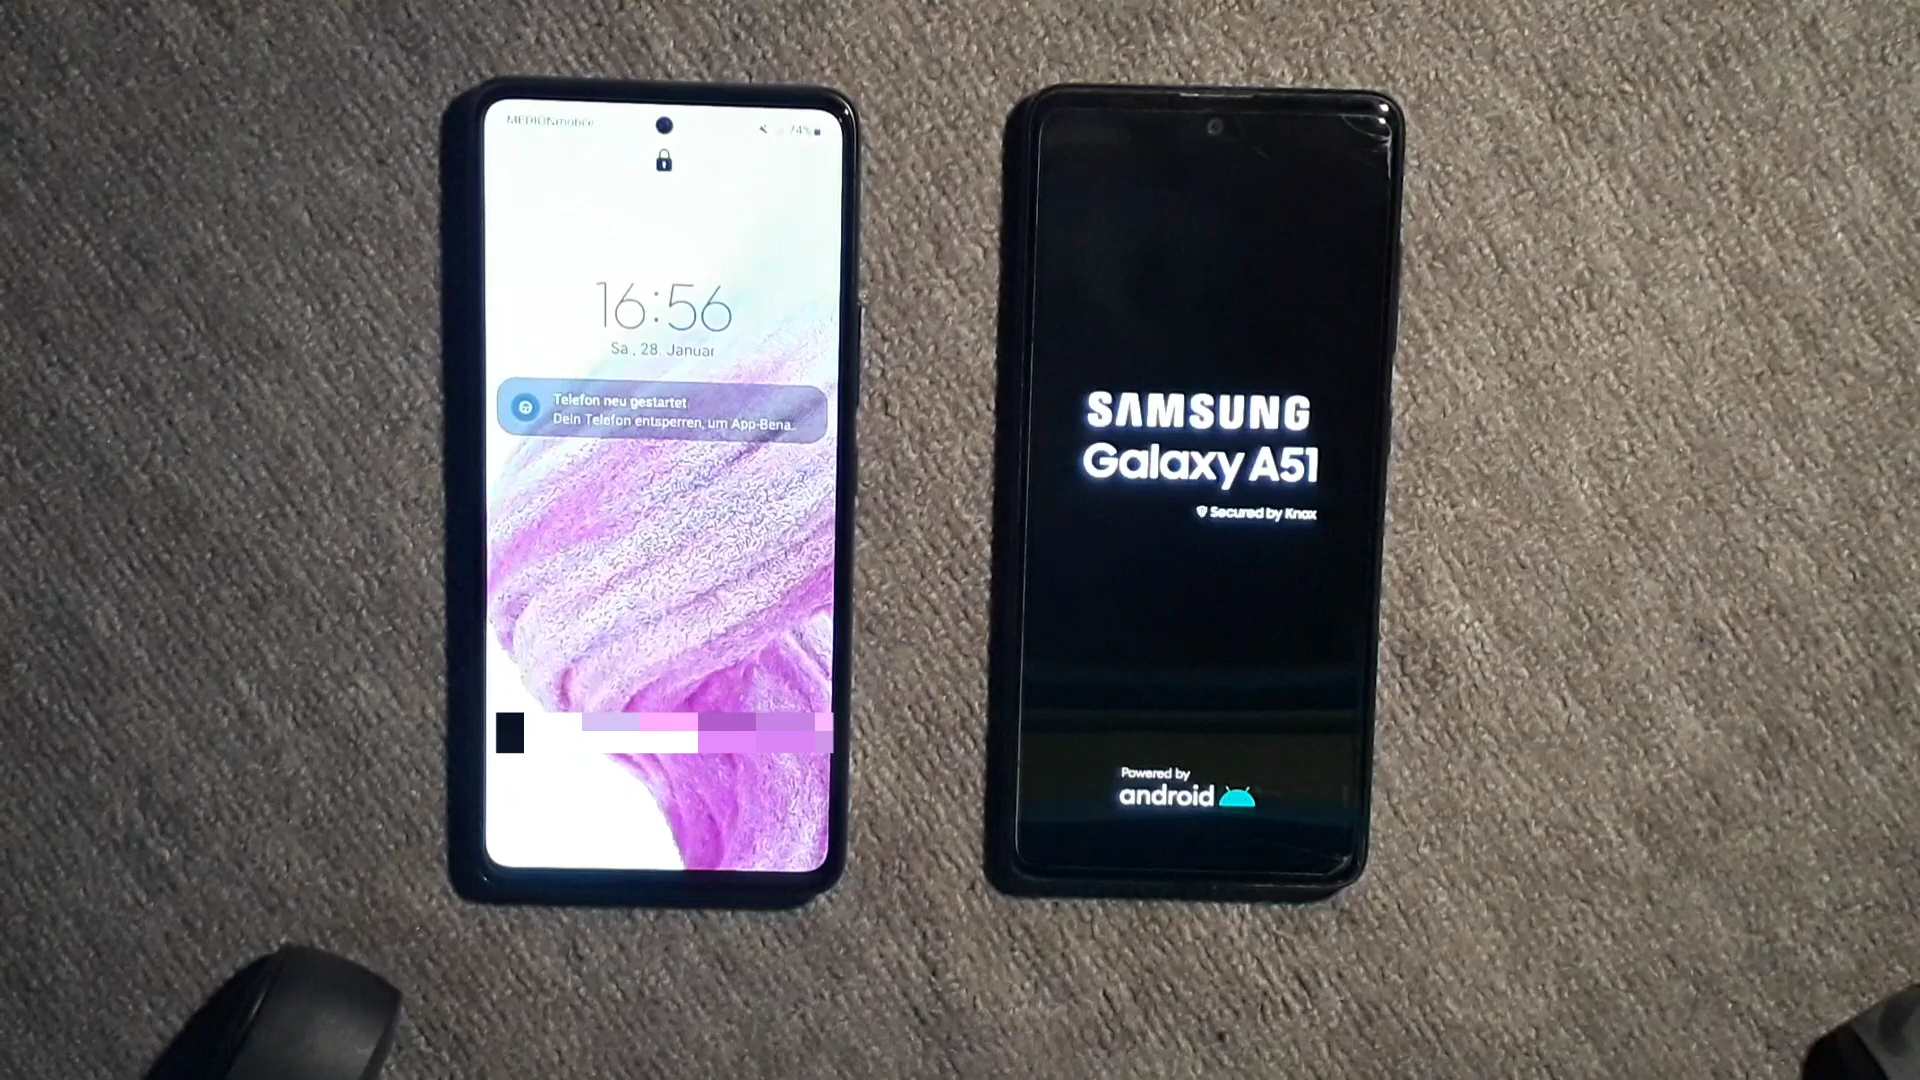 MEDIONmobile
74%
16:56
Sa., 28. Januar
Telefon neu gestartet
Dein Telefon entsperren, um App-Bena..
SAMSUNG
Galaxy A51
Secured by Knox
Powered by
android